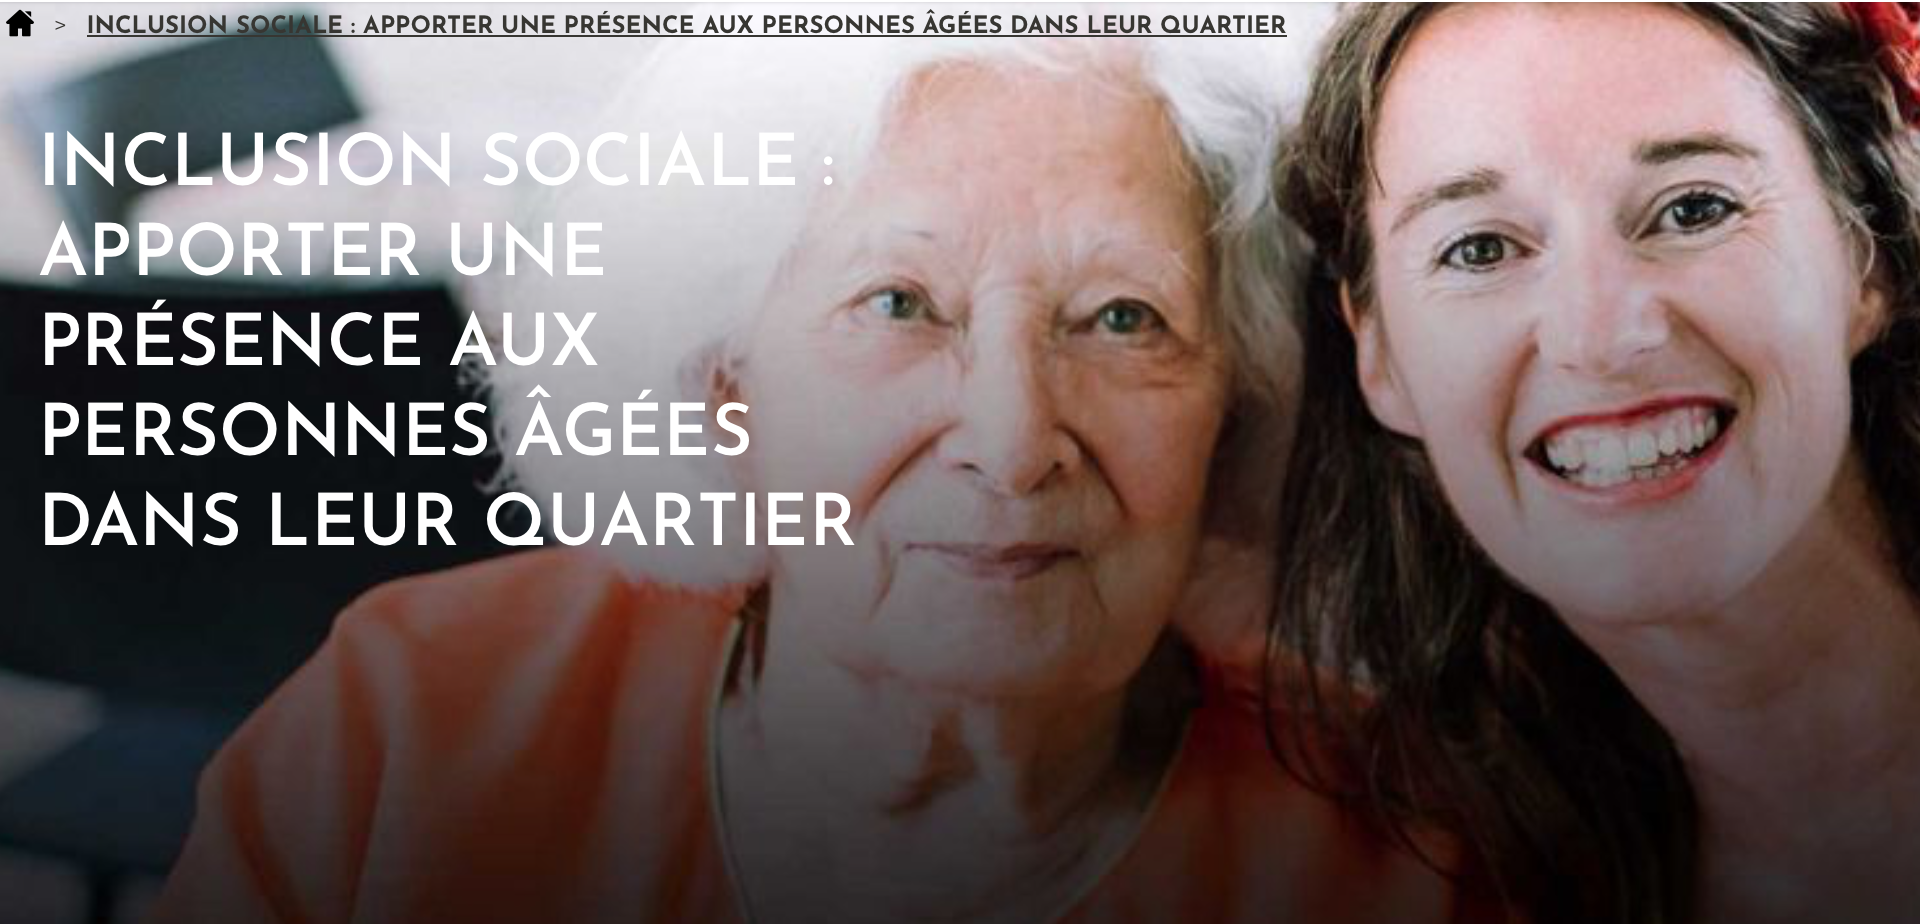 > INCLUSION SOCIALE : APPORTER UNE PRÉSENCE AUX PERSONNES ÂGÉES DANS LEUR QUARTIER
INCLUSION SOCIALE :
APPORTER UNE
PRÉSENCE AUX
PERSONNES ÂGÉES
DANS LEUR QUARTIER